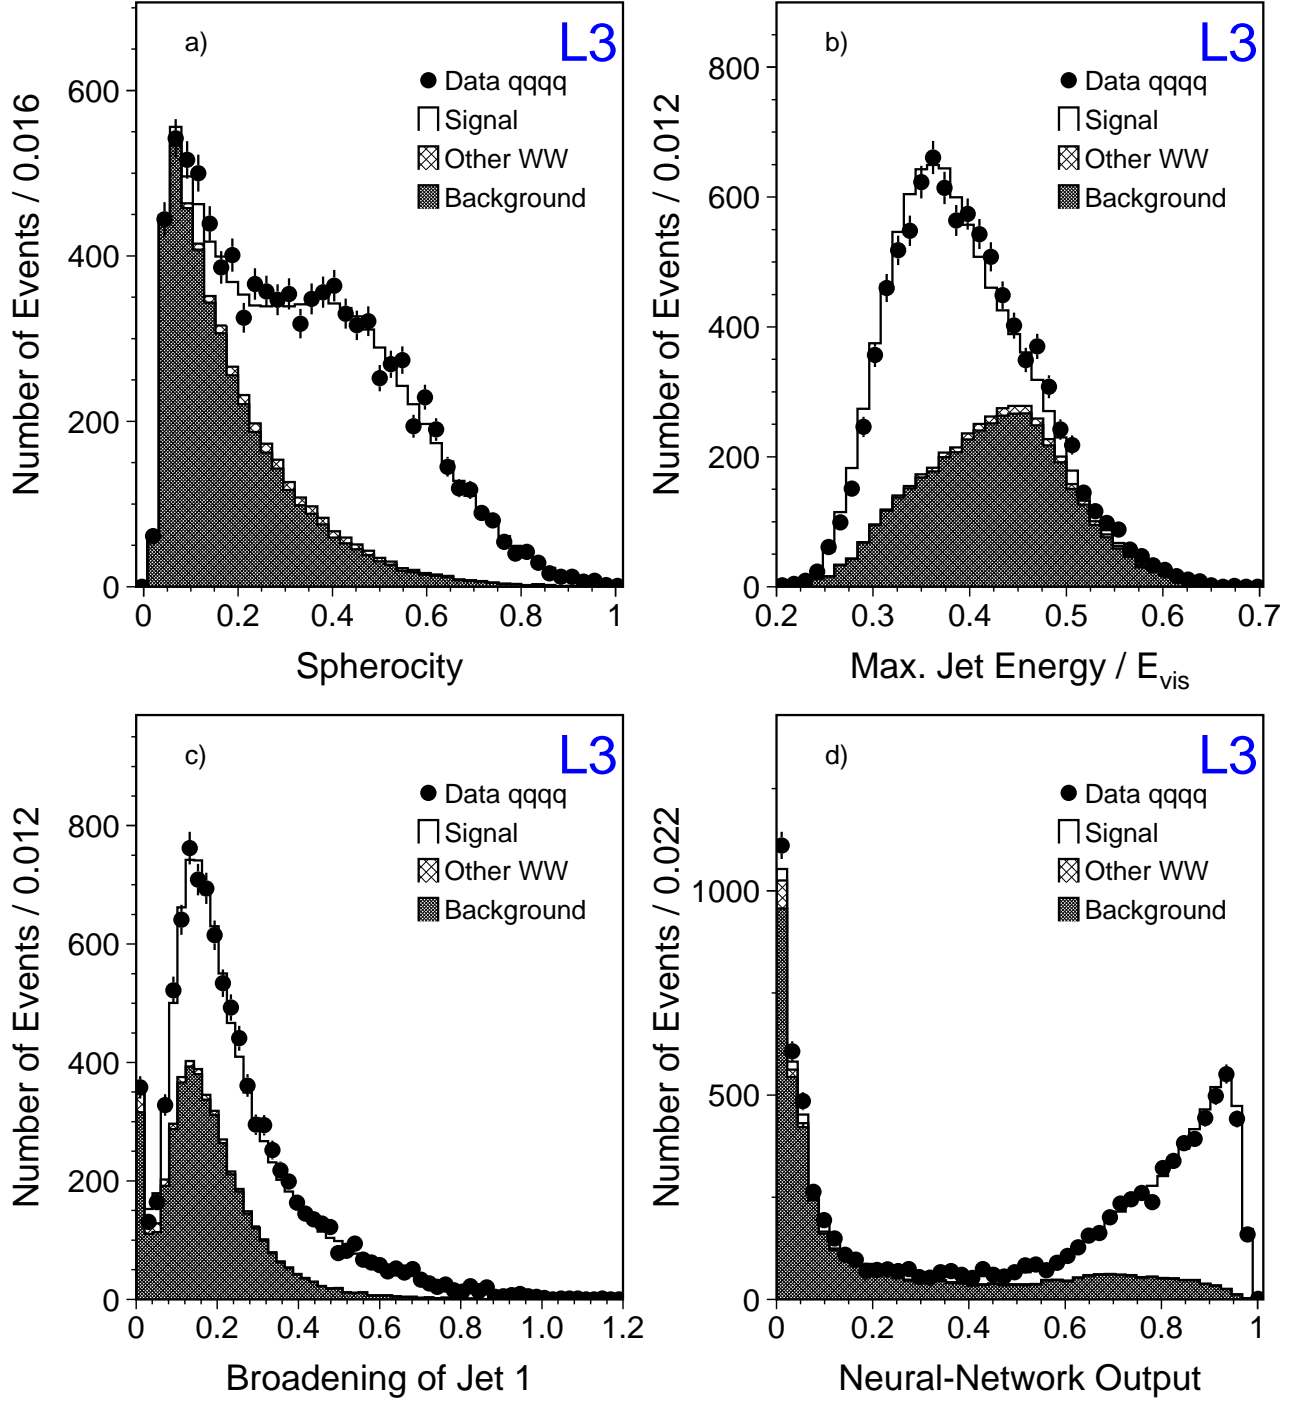 a)
L3
Data qqqq
Signal
Other WW
Background
Number of Events / 0.016
600
400
200
0
0 0.2 0.4 0.6 0.8 1
Spherocity
b)
L3
Data qqqq
Signal
Other WW
Background
Number of Events / 0.012
800
600
400
200
0
0.2 0.3 0.4 0.5 0.6 0.7
Max. Jet Energy / Evis
c)
L3
Data qqqq
Signal
Other WW
Background
Number of Events / 0.012
800
600
400
200
0
0 0.2 0.4 0.6 0.8 1.0 1.2
Broadening of Jet 1
d)
L3
Data qqqq
Signal
Other WW
Background
Number of Events / 0.022
1000
500
0
0 0.2 0.4 0.6 0.8 1
Neural-Network Output